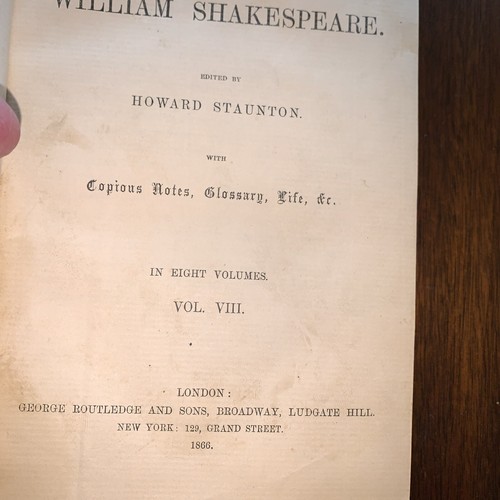 WILLIAM SHAKESPEARE.
EDITED BY
HOWARD STAUNTON.
WITH
Copious Notes, Glossary, Life, &c.
IN EIGHT VOLUMES.
VOL. VIII.
LONDON:
GEORGE ROUTLEDGE AND SONS, BROADWAY, LUDGATE HILL.
NEW YORK: 129, GRAND STREET.
1866.